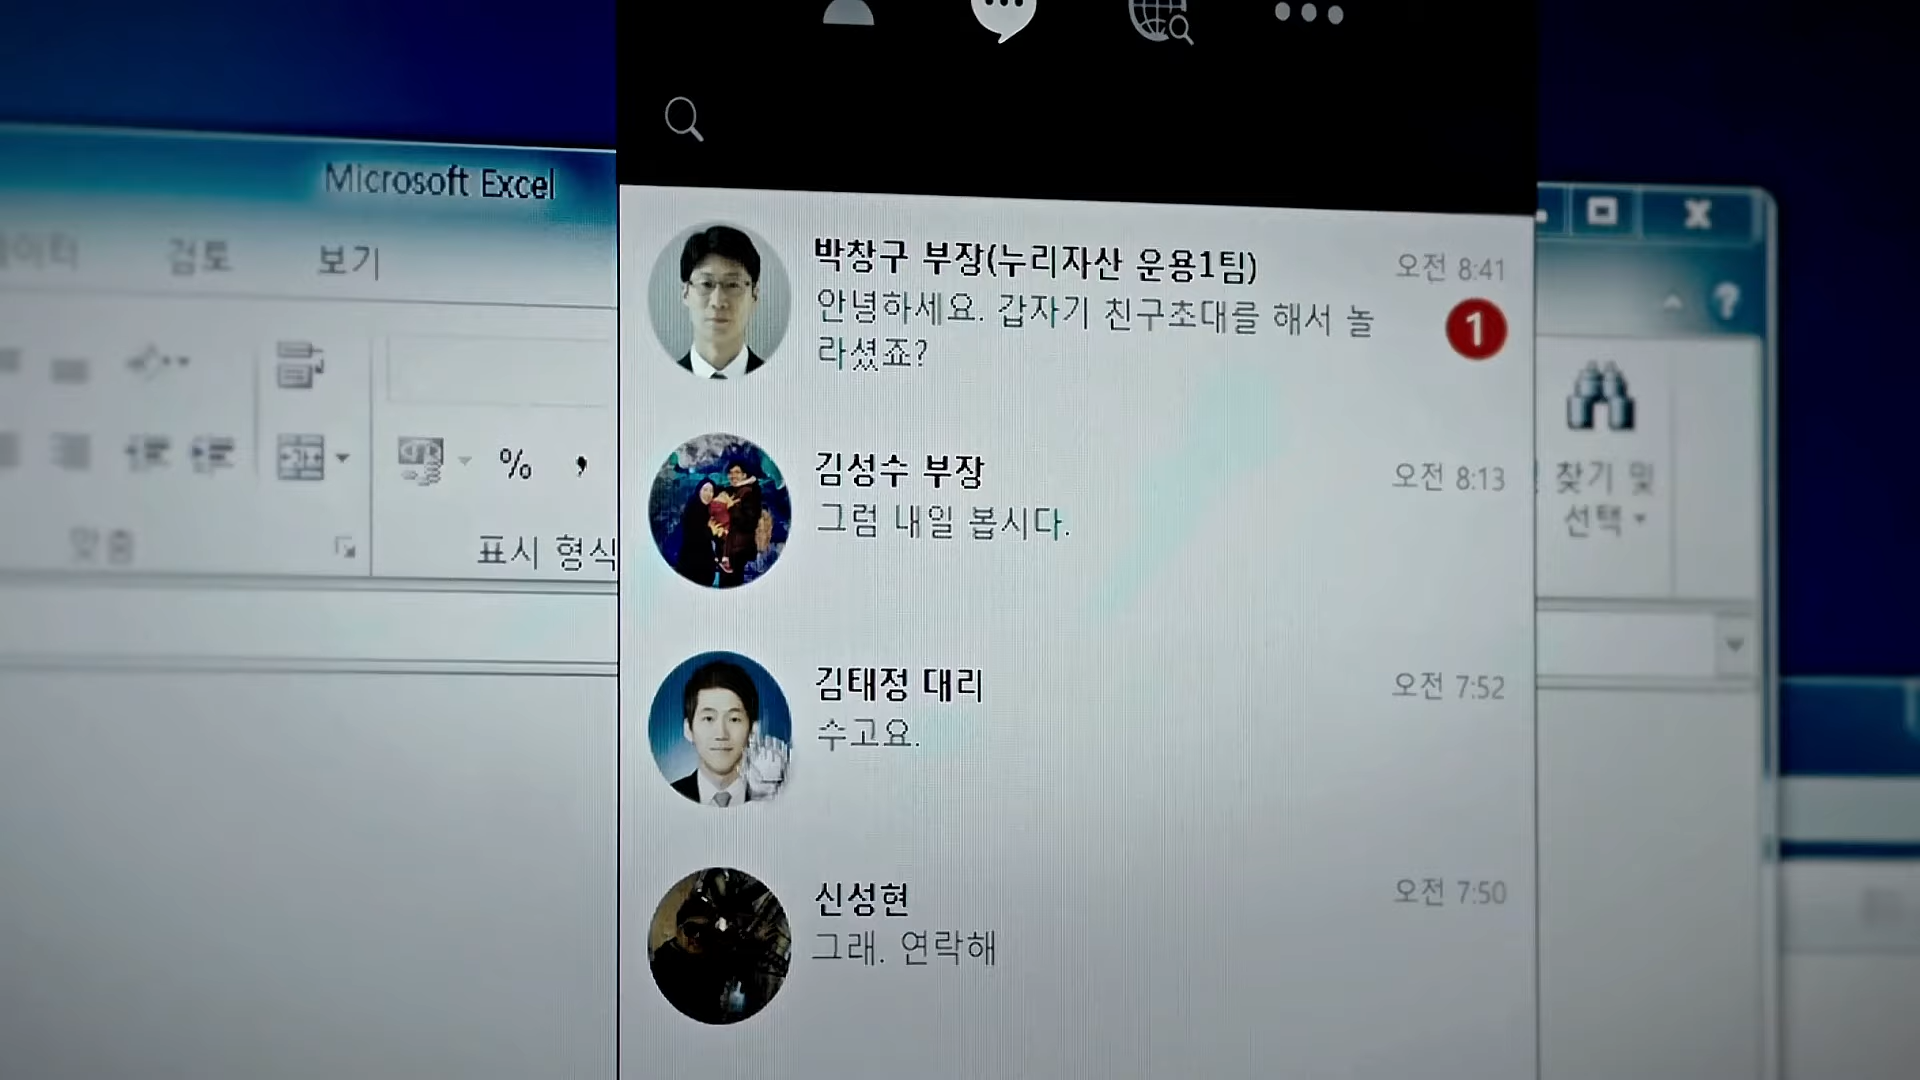 Microsoft Excel
검토
보기
%
,
맞춤
표시 형식
박창구 부장(누리자산 운용1팀)
오전 8:41
안녕하세요. 갑자기 친구초대를 해서 놀
라셨죠?
1
김성수 부장
오전 8:13
그럼 내일 봅시다.
김태정 대리
오전 7:52
수고요.
신성현
오전 7:50
그래. 연락해
?
찾기 및
선택